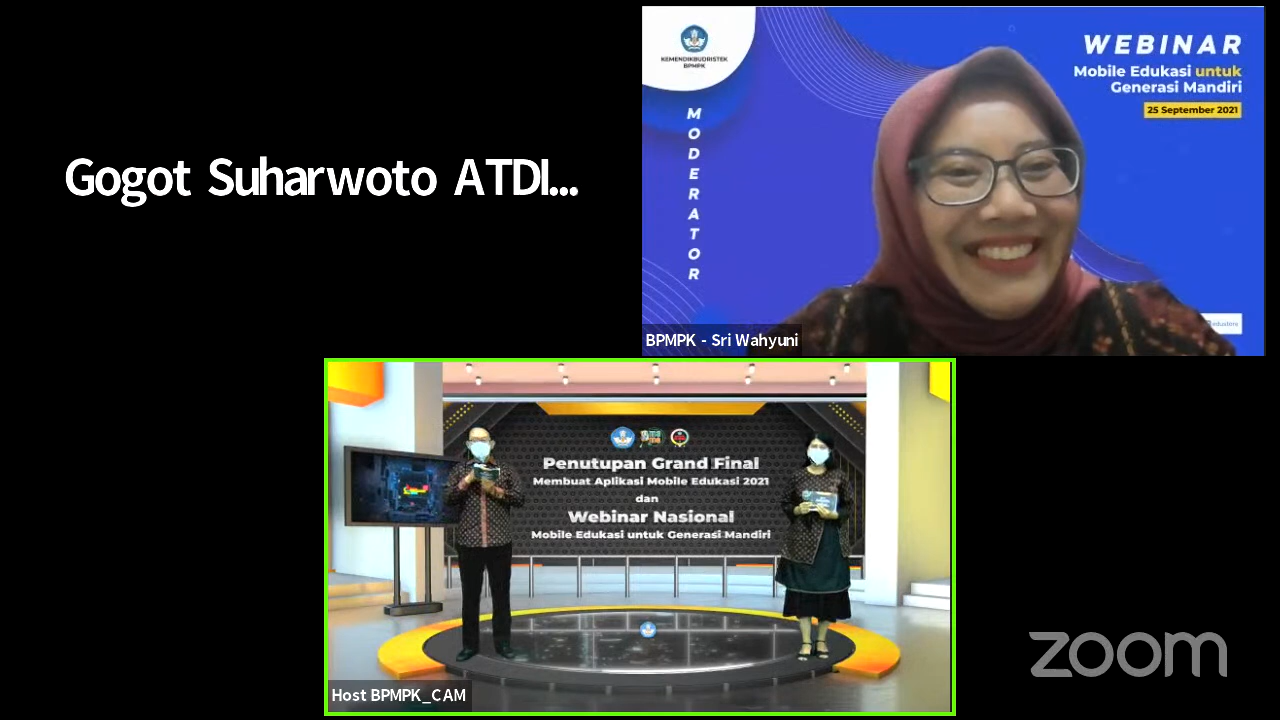 Gogot Suharwoto ATDI...
KEMENDIKBUDRISTEK
BPMPK
MODERATOR
WEBINAR
Mobile Edukasi untuk
Generasi Mandiri
25 September 2021
BPMPK - Sri Wahyuni
Penutupan Grand Final
Membuat Aplikasi Mobile Edukasi 2021
dan
Webinar Nasional
Mobile Edukasi untuk Generasi Mandiri
Host BPMPK_CAM
zoom